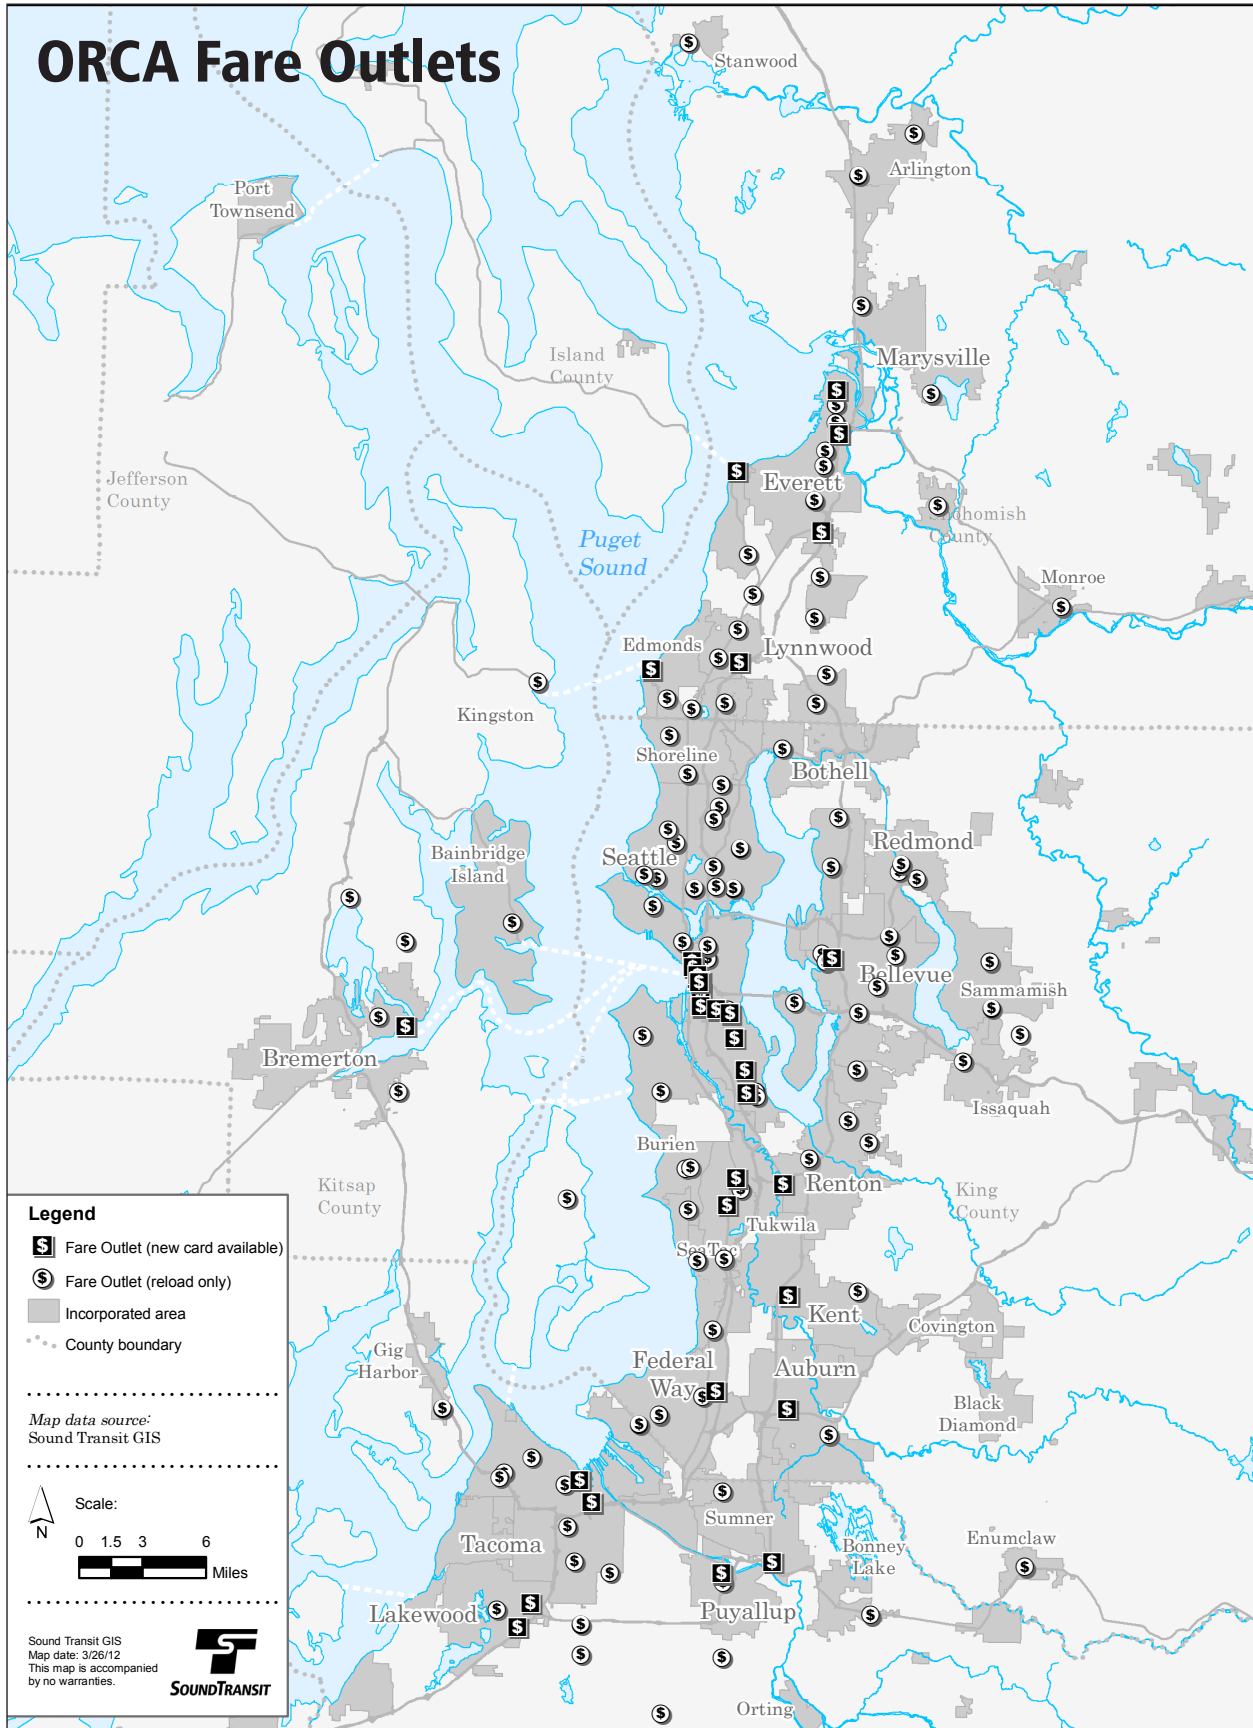 ORCA Fare Outlets
Stanwood
Arlington
Port
Townsend
Island
County
Marysville
Jefferson
County
Everett
Snohomish
County
Puget
Sound
Monroe
Edmonds
Lynnwood
Kingston
Shoreline
Bothell
Bainbridge
Island
Seattle
Redmond
Bellevue
Sammamish
Bremerton
Issaquah
Burien
Kitsap
County
Renton
King
County
Tukwila
SeaTac
Kent
Covington
Gig
Harbor
Federal
Way
Auburn
Black
Diamond
Sumner
Tacoma
Bonney
Lake
Enumclaw
Lakewood
Puyallup
Orting
Legend
$ Fare Outlet (new card available)
$ Fare Outlet (reload only)
Incorporated area
County boundary
Map data source:
Sound Transit GIS
N
Scale:
0 1.5 3 6
Miles
Sound Transit GIS
Map date: 3/26/12
This map is accompanied
by no warranties.
SOUNDTRANSIT